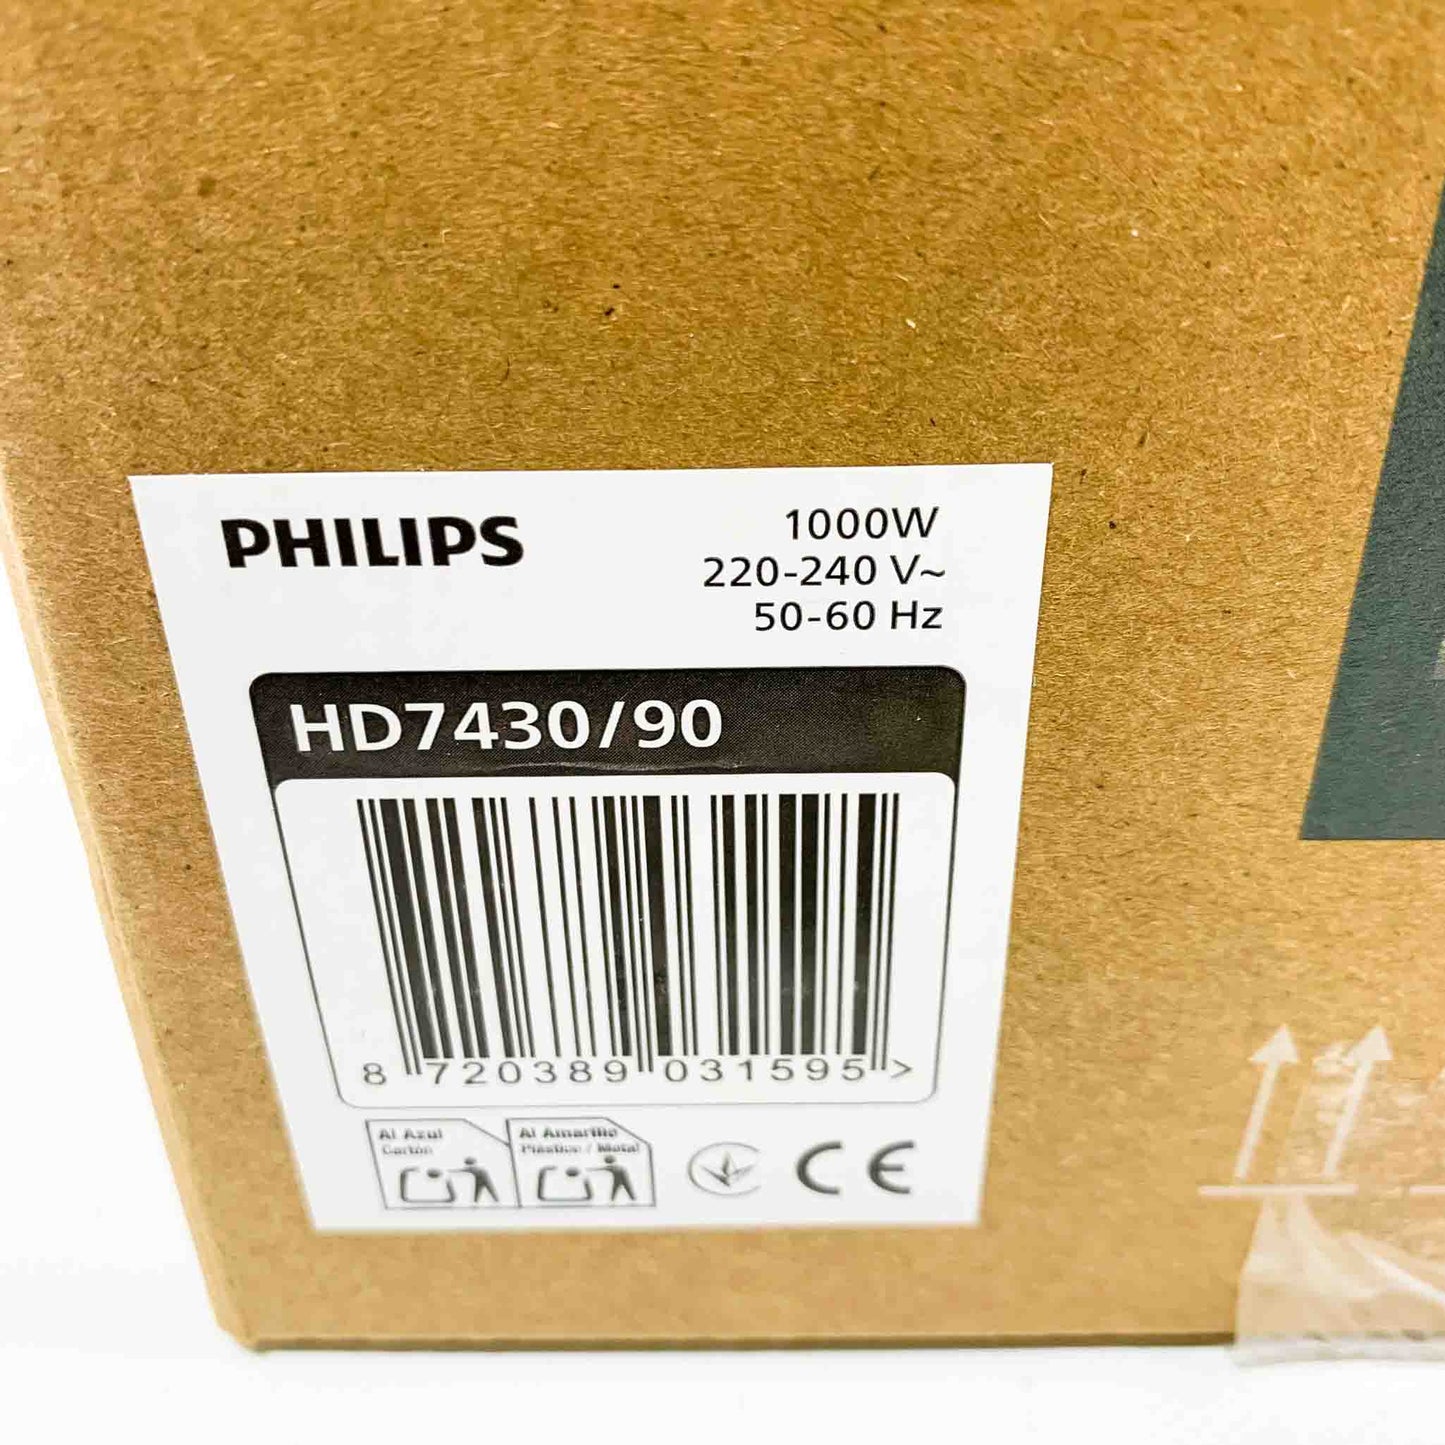 PHILIPS
1000W
220-240 V~
50-60 Hz
HD7430/90
8 720389 031595 >
Al Azul
Cartón
Al Amarillo
Plástico / Metal
CE